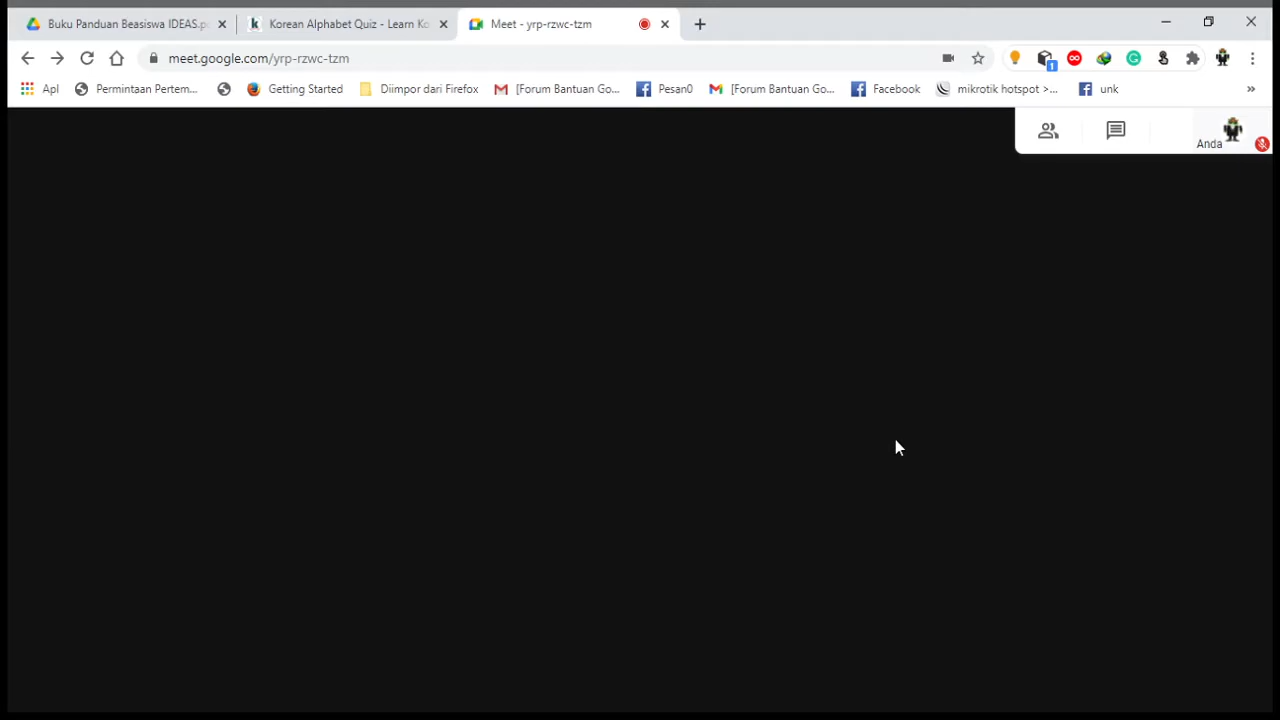 Buku Panduan Beasiswa IDEAS.p
Korean Alphabet Quiz - Learn Ko
Meet - yrp-rzwc-tzm
meet.google.com/yrp-rzwc-tzm
1
Apl
Permintaan Pertem...
Getting Started
Diimpor dari Firefox
[Forum Bantuan Go...
Pesan0
[Forum Bantuan Go...
Facebook
mikrotik hotspot >...
unk
»
Anda